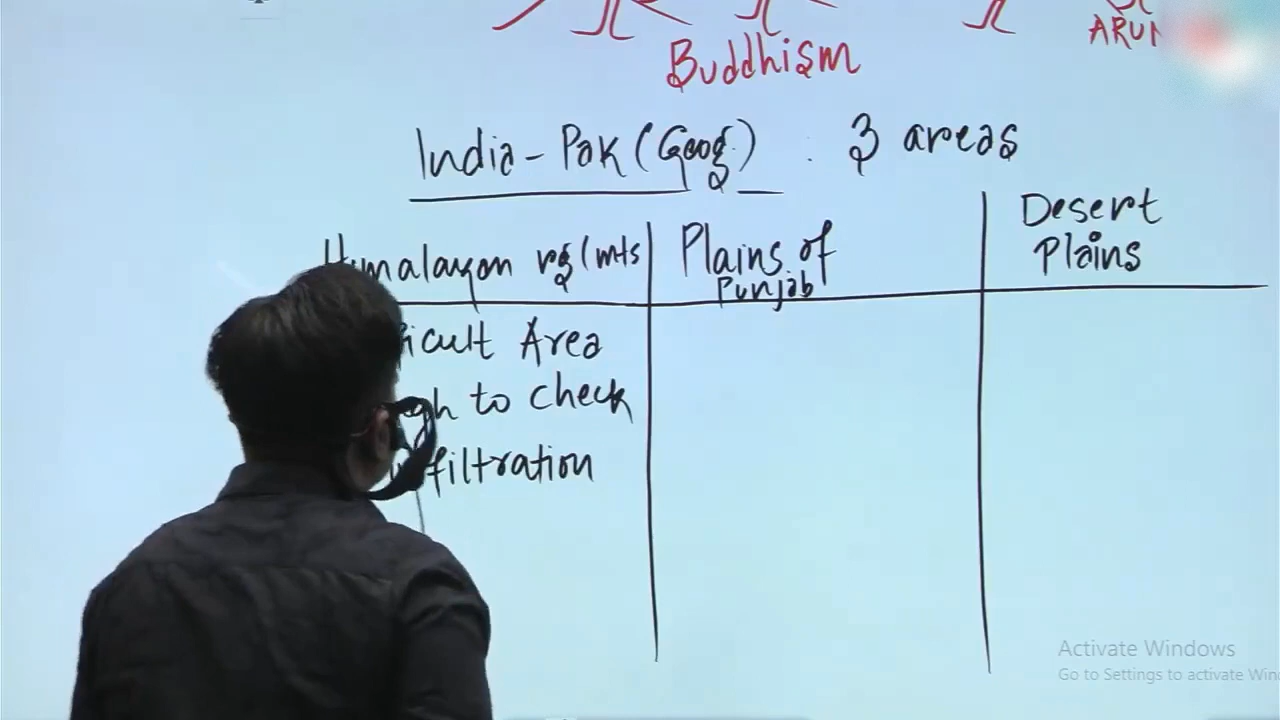 ARUN
Buddhism
India - Pak (Geog.) : 3 areas
Himalayan rg/mts
Plains of
Punjab
Desert
Plains
icult Area
gh to check
filtration
Activate Windows
Go to Settings to activate Win